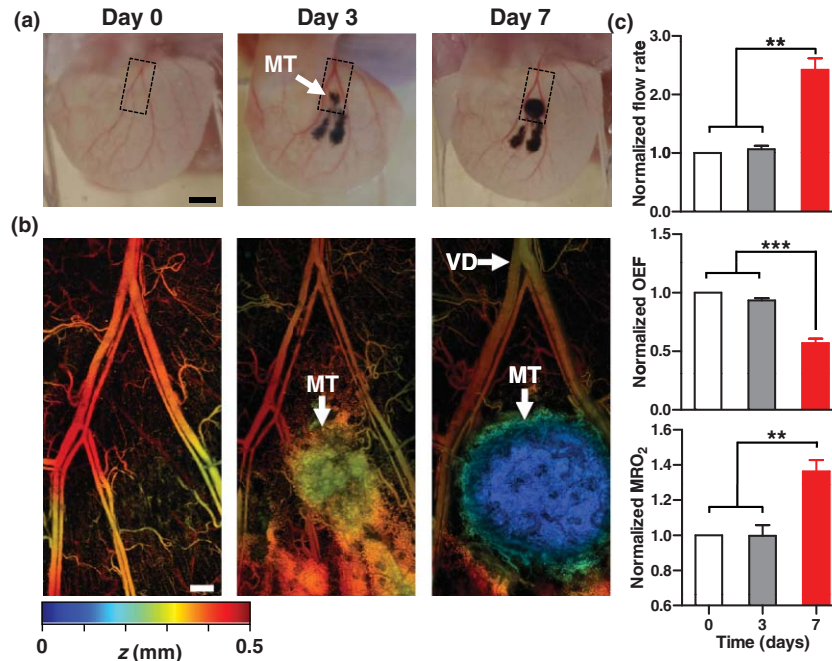 Day 0
Day 3
Day 7
(a)
MT
(b)
MT
VD
MT
0
0.5
z (mm)
(c)
Normalized flow rate
3.0
2.0
1.0
0.0
**
Normalized OEF
1.5
1.0
0.5
0.0
***
Normalized MRO2
1.6
1.4
1.2
1.0
0.8
0.6
**
0
3
7
Time (days)